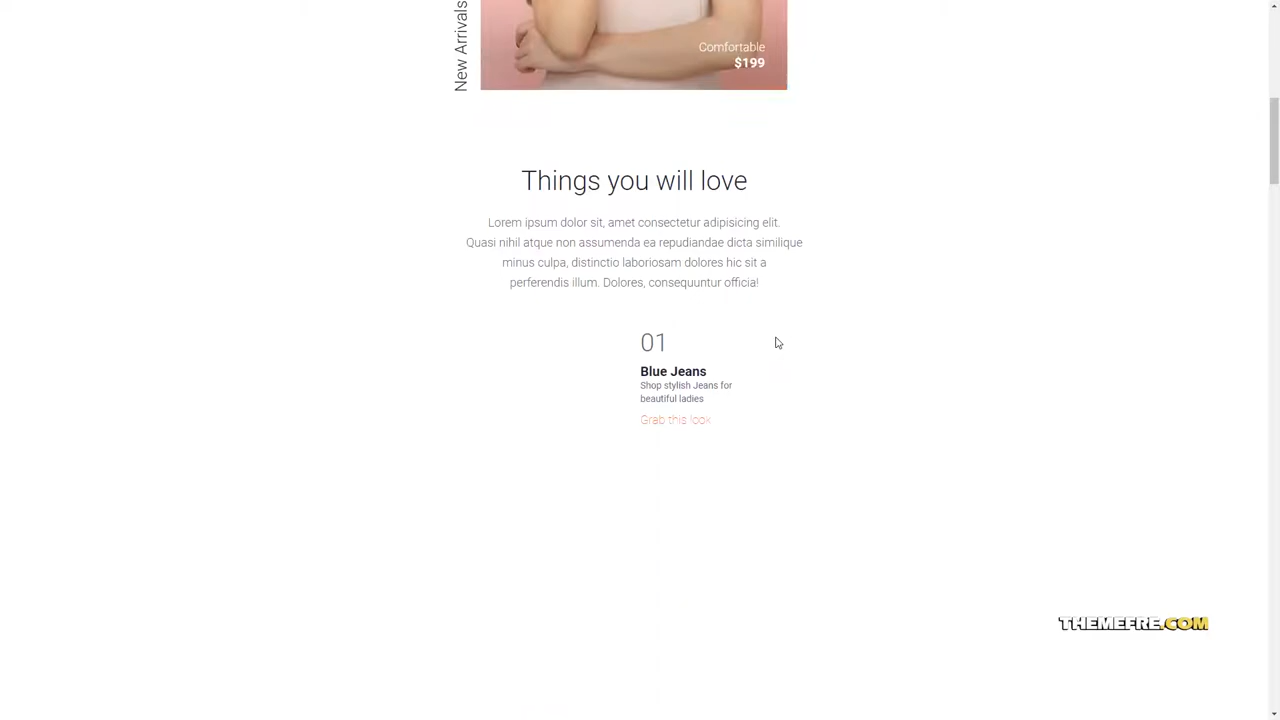 New Arrivals
Comfortable
$199
Things you will love
Lorem ipsum dolor sit, amet consectetur adipisicing elit.
Quasi nihil atque non assumenda ea repudiandae dicta similique
minus culpa, distinctio laboriosam dolores hic sit a
perferendis illum. Dolores, consequuntur officia!
01
Blue Jeans
Shop stylish Jeans for
beautiful ladies
Grab this look
THEMEFRE.COM